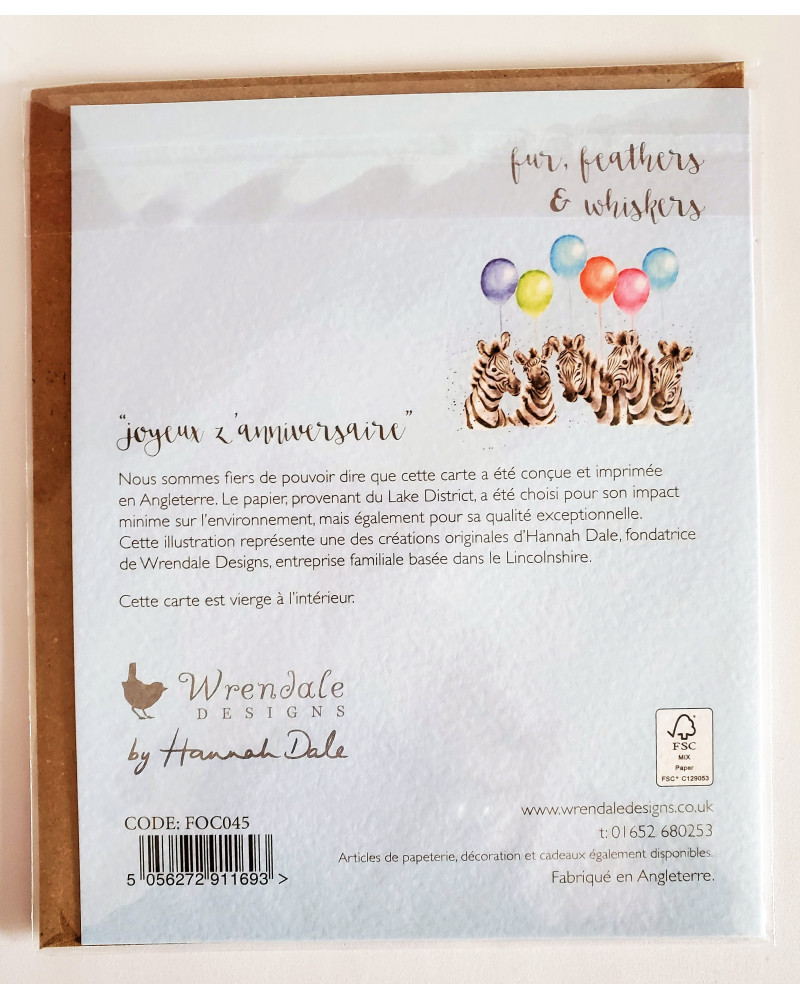 fur, feathers
& whiskers
"joyeux z'anniversaire"
Nous sommes fiers de pouvoir dire que cette carte a été conçue et imprimée
en Angleterre. Le papier, provenant du Lake District, a été choisi pour son impact
minime sur l'environnement, mais également pour sa qualité exceptionnelle.
Cette illustration représente une des créations originales d'Hannah Dale, fondatrice
de Wrendale Designs, entreprise familiale basée dans le Lincolnshire.
Cette carte est vierge à l'intérieur.
Wrendale
DESIGNS
by Hannah Dale
FSC
MIX
Paper
FSC® C129053
CODE: FOC045
5 056272 911693 >
www.wrendaledesigns.co.uk
t: 01652 680253
Articles de papeterie, décoration et cadeaux également disponibles.
Fabriqué en Angleterre.